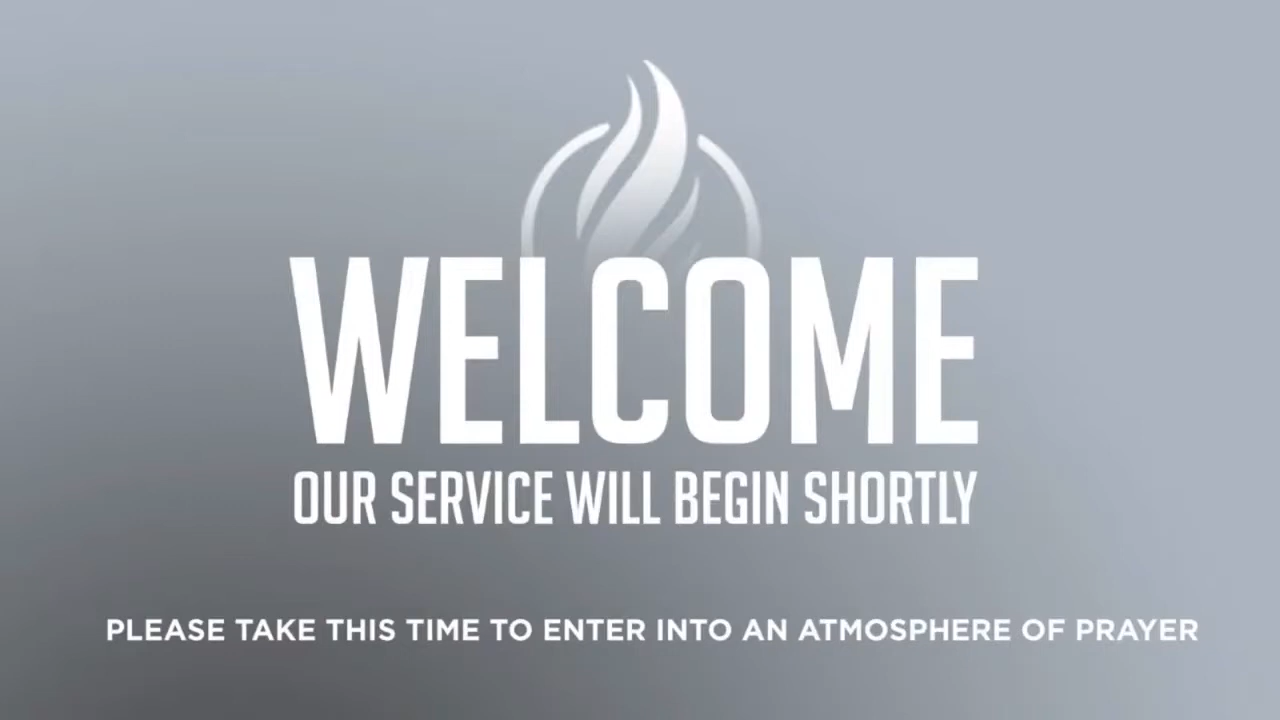 WELCOME
OUR SERVICE WILL BEGIN SHORTLY
PLEASE TAKE THIS TIME TO ENTER INTO AN ATMOSPHERE OF PRAYER